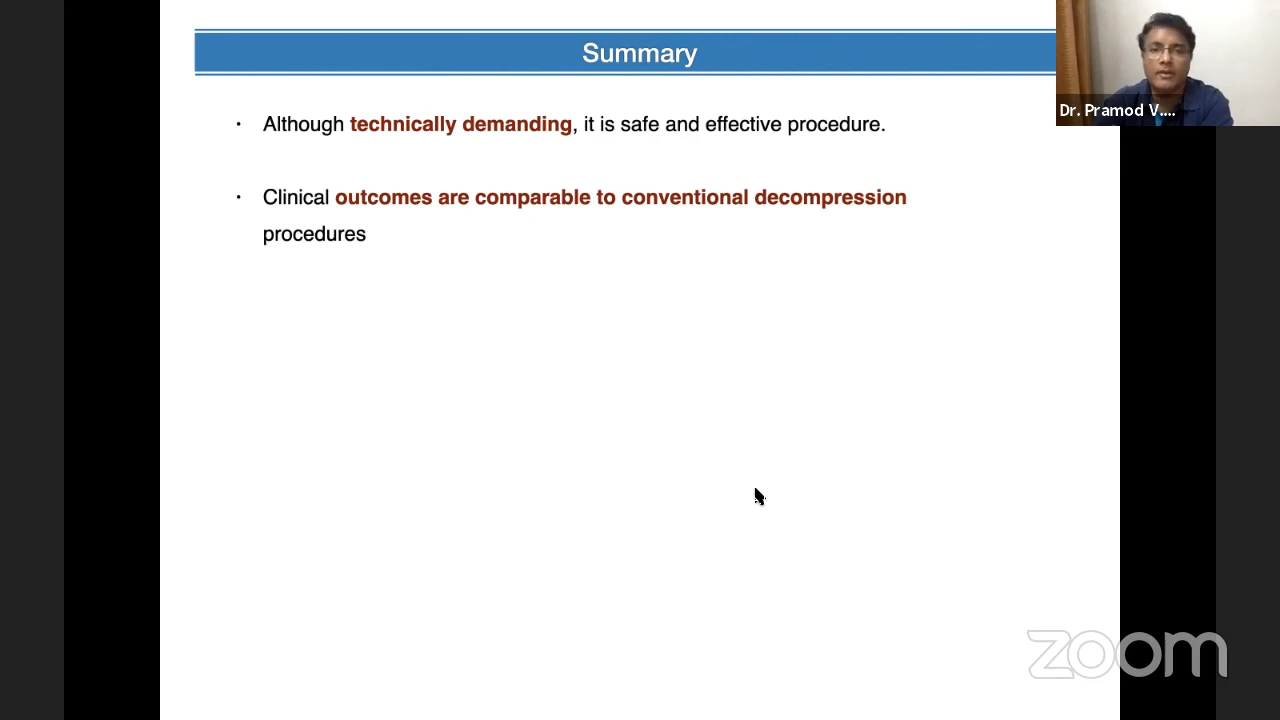 Summary
Dr. Pramod V....
· Although technically demanding, it is safe and effective procedure.
· Clinical outcomes are comparable to conventional decompression
procedures
zoom